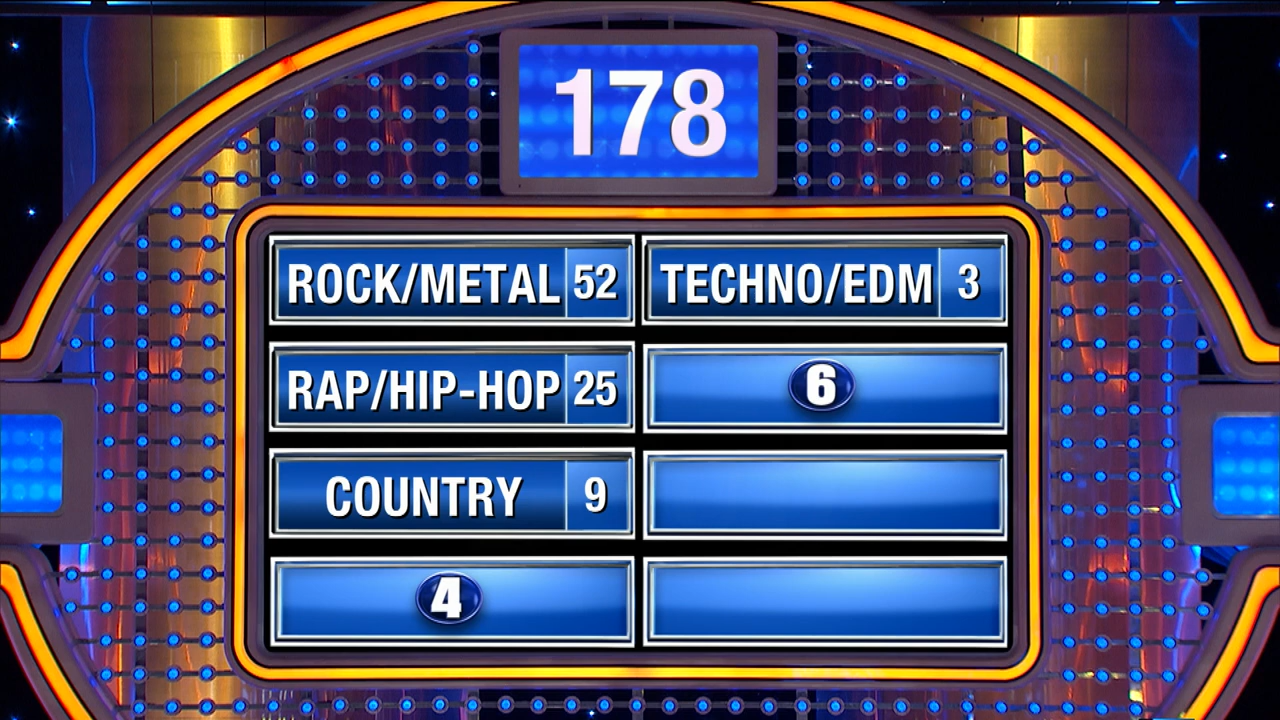 178
ROCK/METAL 52
RAP/HIP-HOP 25
COUNTRY 9
4
TECHNO/EDM 3
6